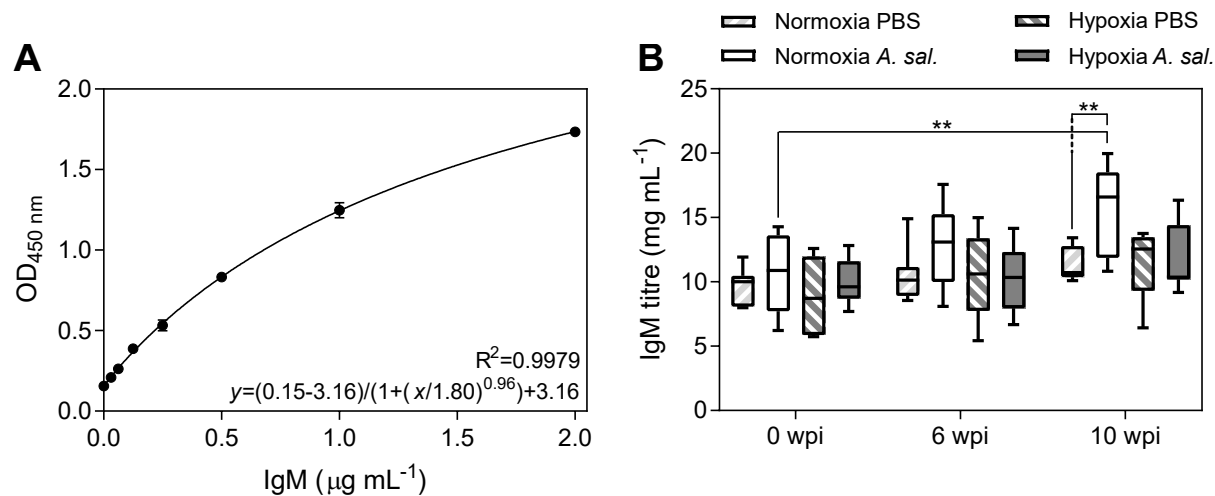 A
2.0
1.5
1.0
0.5
0.0
OD450 nm
0.0 0.5 1.0 1.5 2.0
IgM (μg mL-1)
R2=0.9979
y=(0.15-3.16)/(1+( x/1.80)0.96)+3.16
B
Normoxia PBS
Normoxia A. sal.
Hypoxia PBS
Hypoxia A. sal.
25
20
15
10
5
0
IgM titre (mg mL-1)
**
**
0 wpi 6 wpi 10 wpi